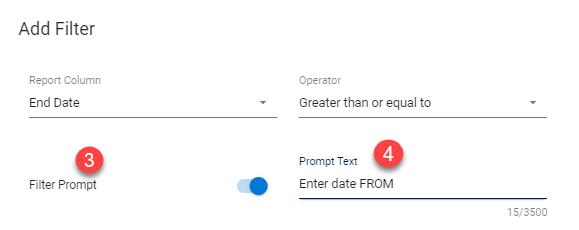 Add Filter
Report Column
Operator
End Date
Greater than or equal to
3
4
Prompt Text
Filter Prompt
Enter date FROM
15/3500